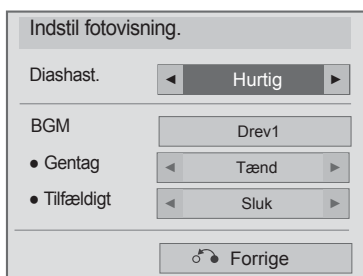 Indstil fotovisning.
Diashast. ◄ Hurtig ►
BGM Drev1
● Gentag ◄ Tænd ►
● Tilfældigt ◄ Sluk ►
Forrige